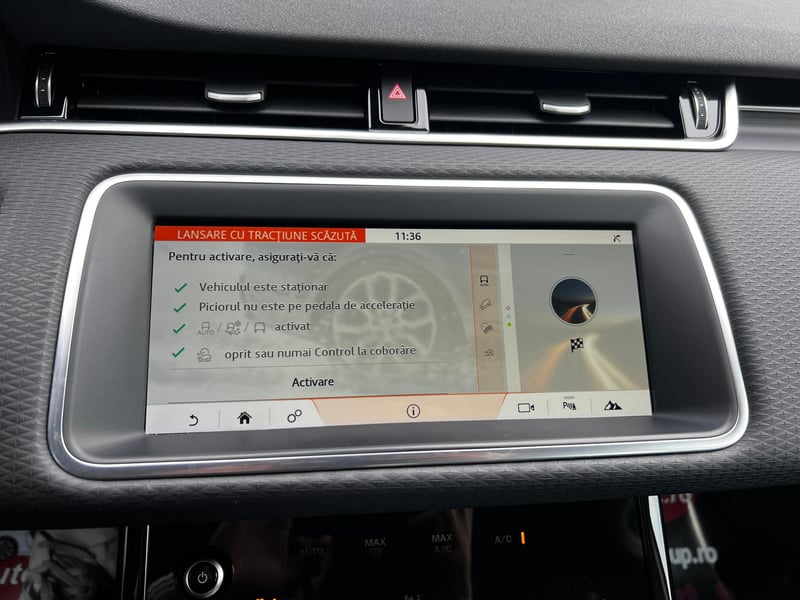 LANSARE CU TRACȚIUNE SCĂZUTĂ 11:36
Pentru activare, asigurați-vă că:
Vehiculul este staționar
Piciorul nu este pe pedala de accelerație
AUTO / / activat
oprit sau numai Control la coborâre
Activare
AUTO
MAX
MAX
A/C
A/C
up.ro